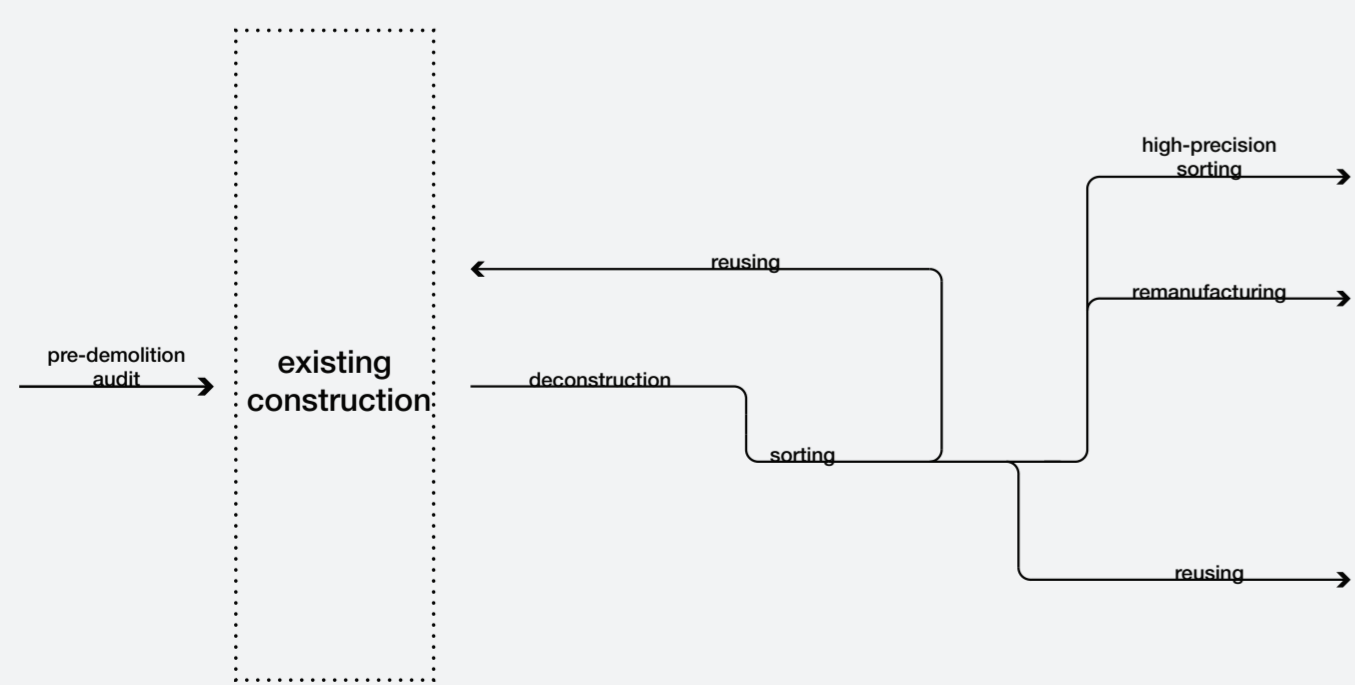 high-precision
sorting
reusing
remanufacturing
pre-demolition
audit
existing
construction
deconstruction
sorting
reusing